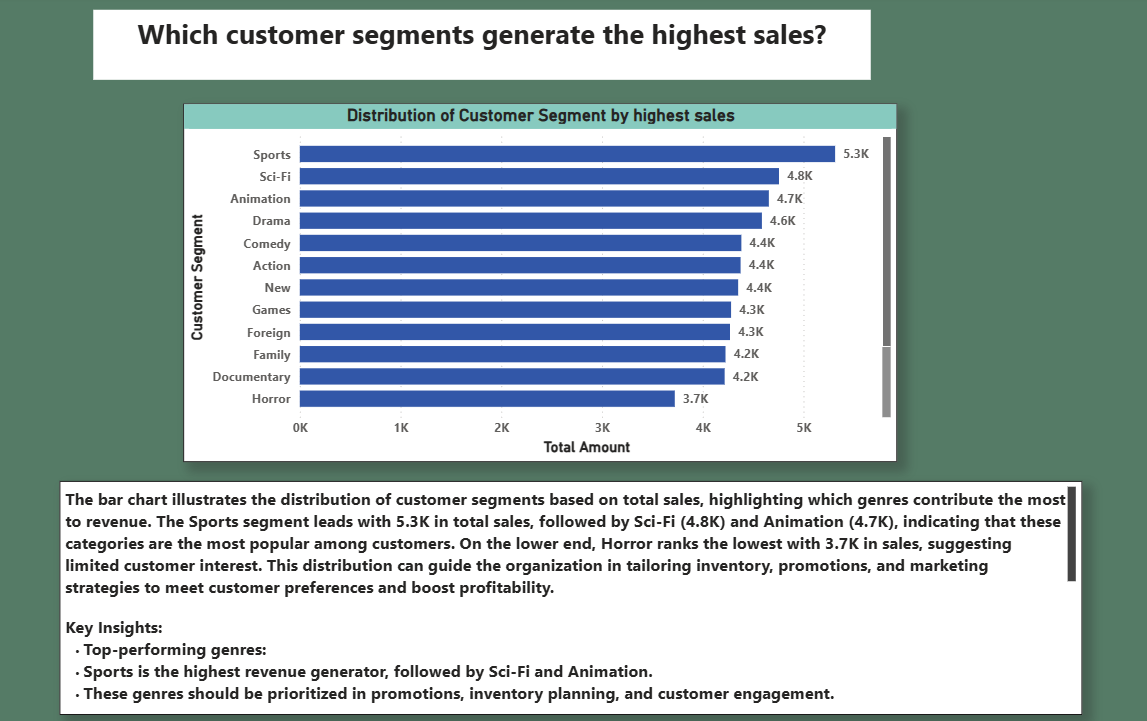 Which customer segments generate the highest sales?
Distribution of Customer Segment by highest sales
Customer Segment
Sports 5.3K
Sci-Fi 4.8K
Animation 4.7K
Drama 4.6K
Comedy 4.4K
Action 4.4K
New 4.4K
Games 4.3K
Foreign 4.3K
Family 4.2K
Documentary 4.2K
Horror 3.7K
0K 1K 2K 3K 4K 5K
Total Amount
The bar chart illustrates the distribution of customer segments based on total sales, highlighting which genres contribute the most
to revenue. The Sports segment leads with 5.3K in total sales, followed by Sci-Fi (4.8K) and Animation (4.7K), indicating that these
categories are the most popular among customers. On the lower end, Horror ranks the lowest with 3.7K in sales, suggesting
limited customer interest. This distribution can guide the organization in tailoring inventory, promotions, and marketing
strategies to meet customer preferences and boost profitability.
Key Insights:
• Top-performing genres:
• Sports is the highest revenue generator, followed by Sci-Fi and Animation.
• These genres should be prioritized in promotions, inventory planning, and customer engagement.